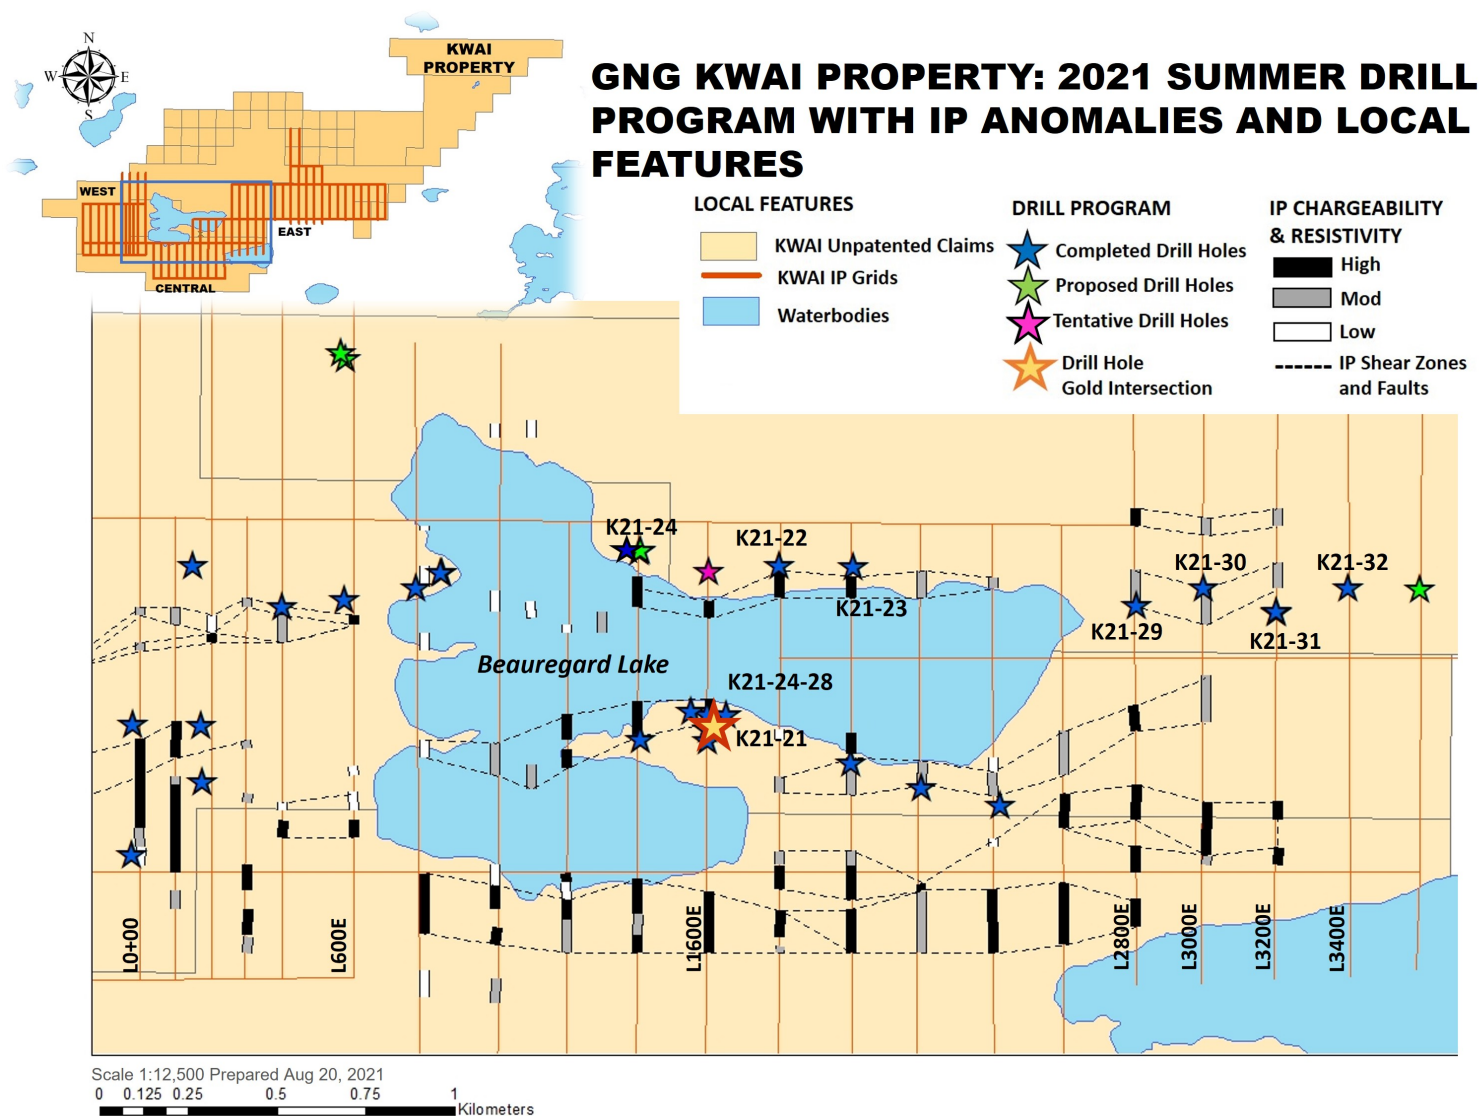 N
W
E
S
KWAI
PROPERTY
WEST
EAST
CENTRAL
GNG KWAI PROPERTY: 2021 SUMMER DRILL
PROGRAM WITH IP ANOMALIES AND LOCAL
FEATURES
LOCAL FEATURES
KWAI Unpatented Claims
KWAI IP Grids
Waterbodies
DRILL PROGRAM
Completed Drill Holes
Proposed Drill Holes
Tentative Drill Holes
Drill Hole
Gold Intersection
IP CHARGEABILITY
& RESISTIVITY
High
Mod
Low
IP Shear Zones
and Faults
K21-24
K21-22
K21-23
K21-30
K21-32
K21-29
K21-31
Beauregard Lake
K21-24-28
K21-21
L0+00
L600E
L1600E
L2800E
L3000E
L3200E
L3400E
Scale 1:12,500 Prepared Aug 20, 2021
0 0.125 0.25 0.5 0.75 1
Kilometers